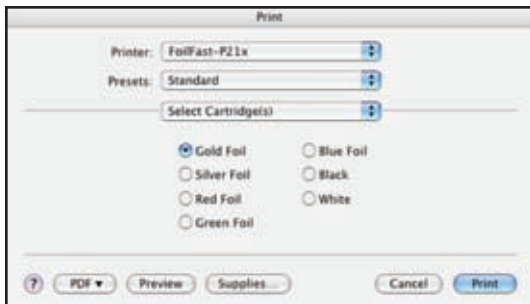 Print
Printer: FoilFast-P21x
Presets: Standard
Select Cartridge(s)
Gold Foil Blue Foil
Silver Foil Black
Red Foil White
Green Foil
? PDF ▼ Preview Supplies... Cancel Print